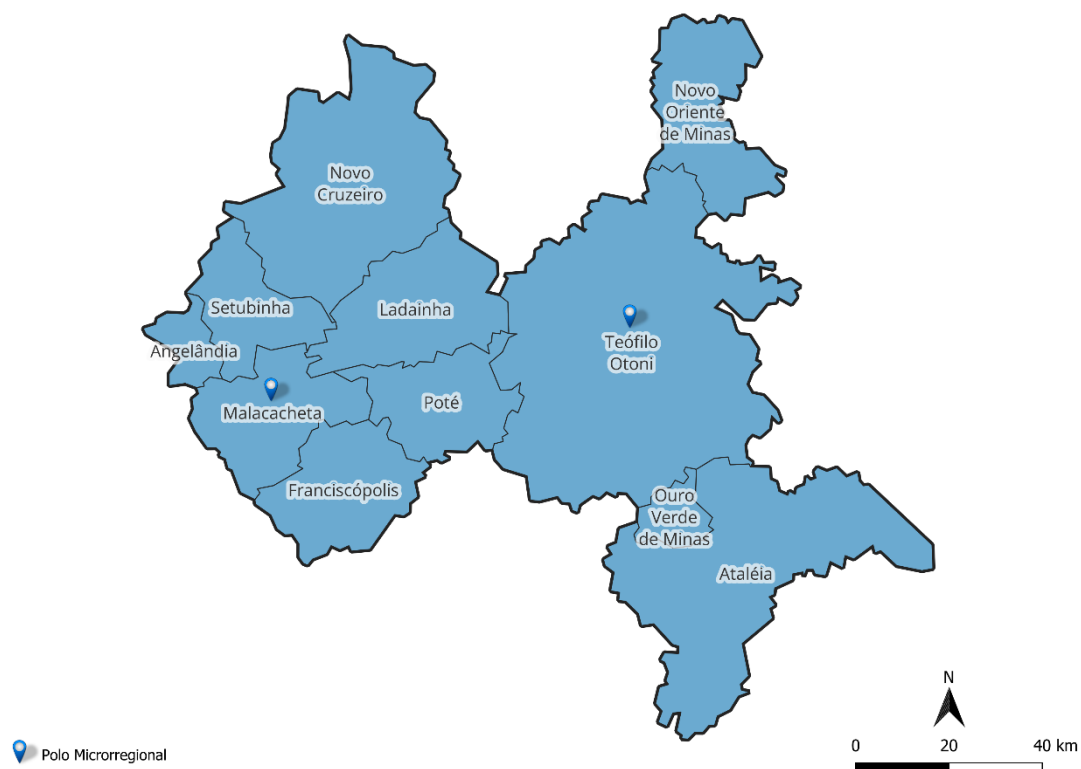 Novo
Oriente
de Minas
Novo
Cruzeiro
Setubinha
Ladainha
Angelândia
Teófilo
Otoni
Malacacheta
Poté
Franciscópolis
Ouro
Verde
de Minas
Ataléia
N
Polo Microrregional
0 20 40 km